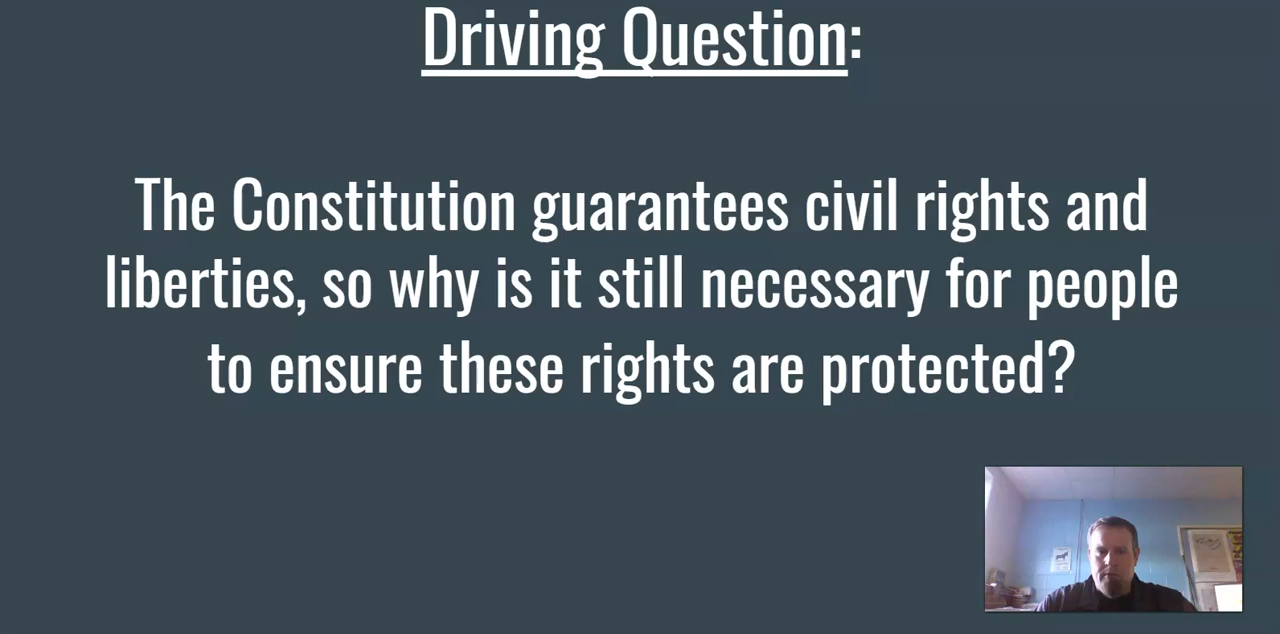 Driving Question:
The Constitution guarantees civil rights and
liberties, so why is it still necessary for people
to ensure these rights are protected?